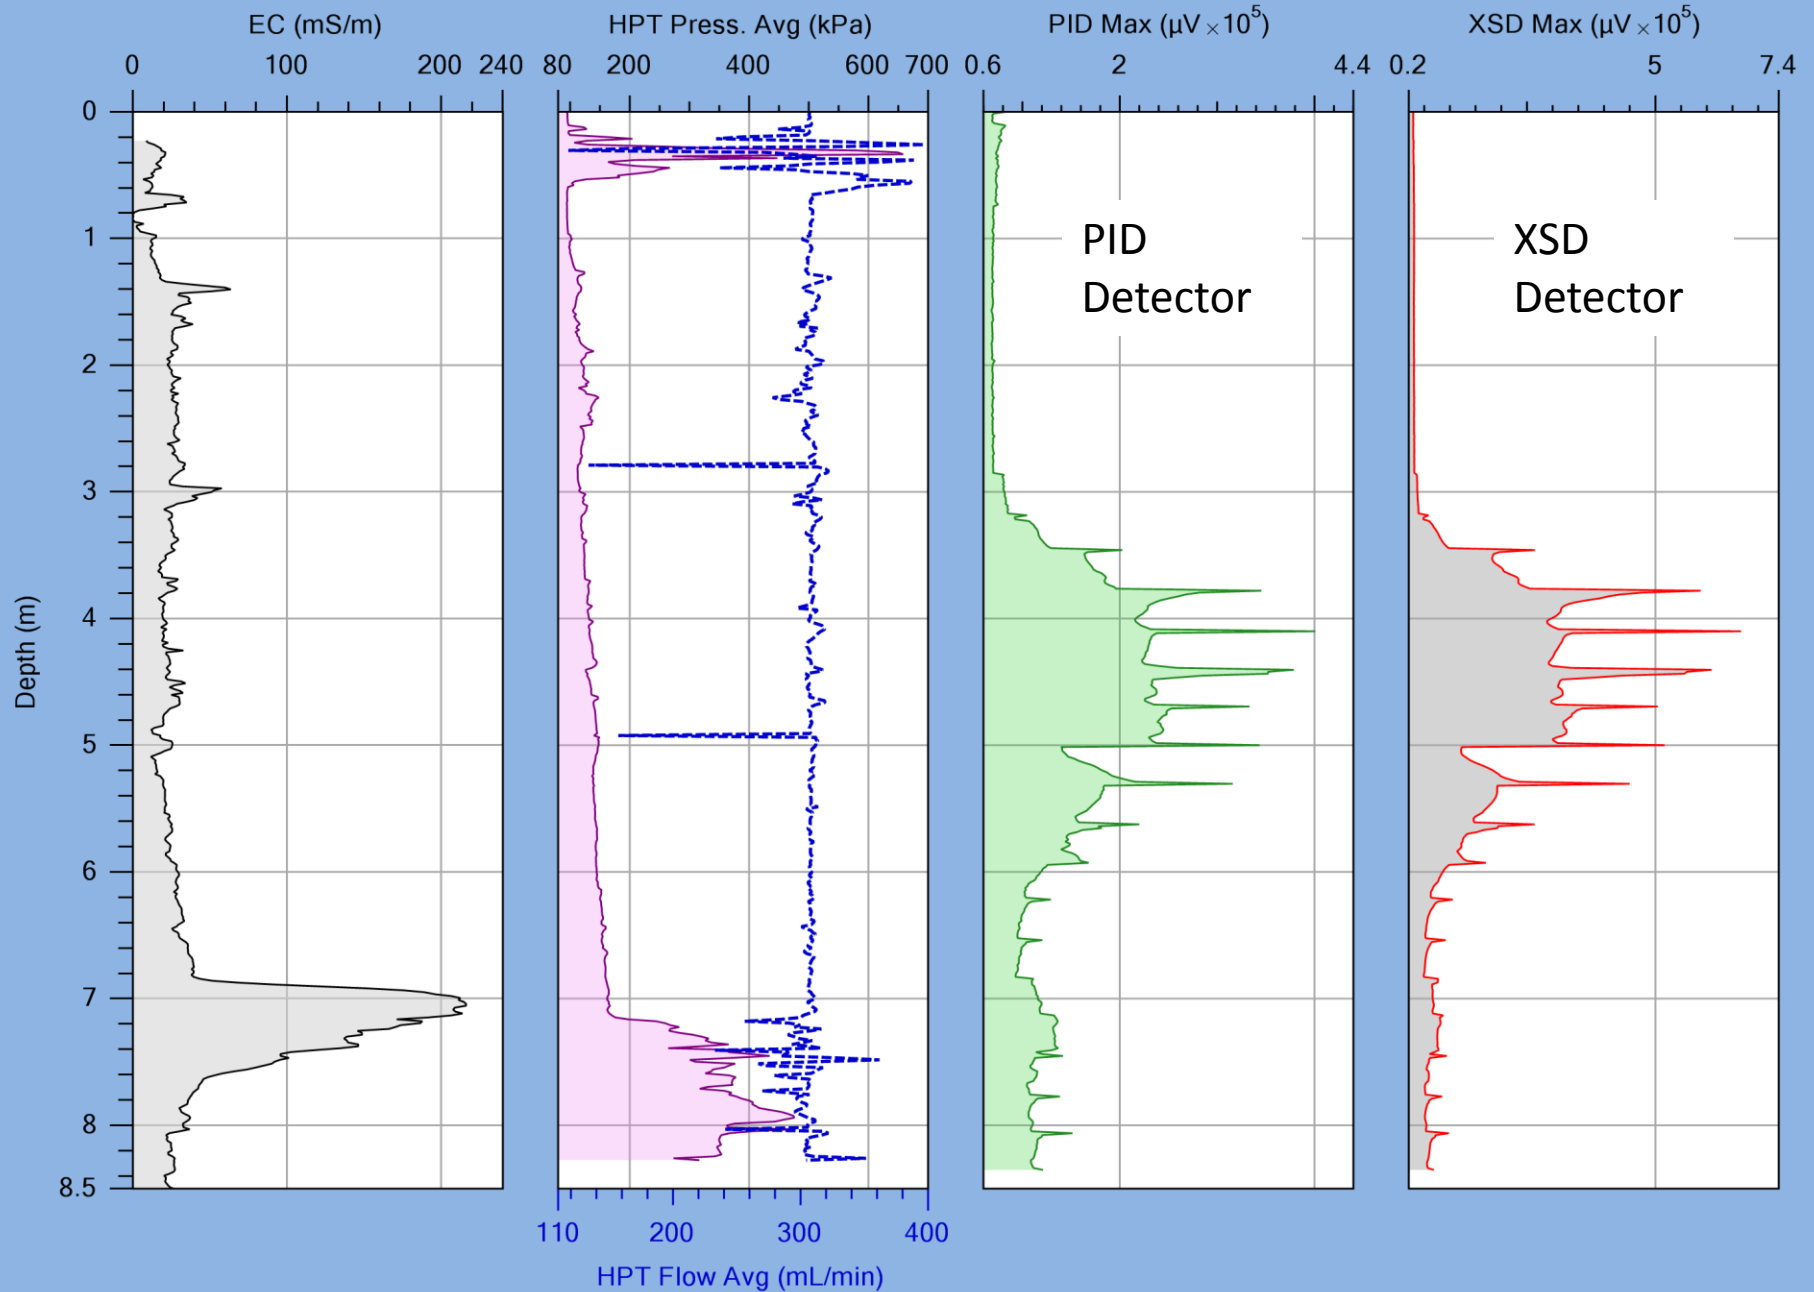 EC (mS/m)
HPT Press. Avg (kPa)
PID Max (µV ×10⁵)
XSD Max (µV ×10⁵)
0 100 200 240
80 200 400 600 700
0.6 2 4.4
0.2 5 7.4
0
1
2
3
4
5
6
7
8
8.5
Depth (m)
PID
Detector
XSD
Detector
110 200 300 400
HPT Flow Avg (mL/min)